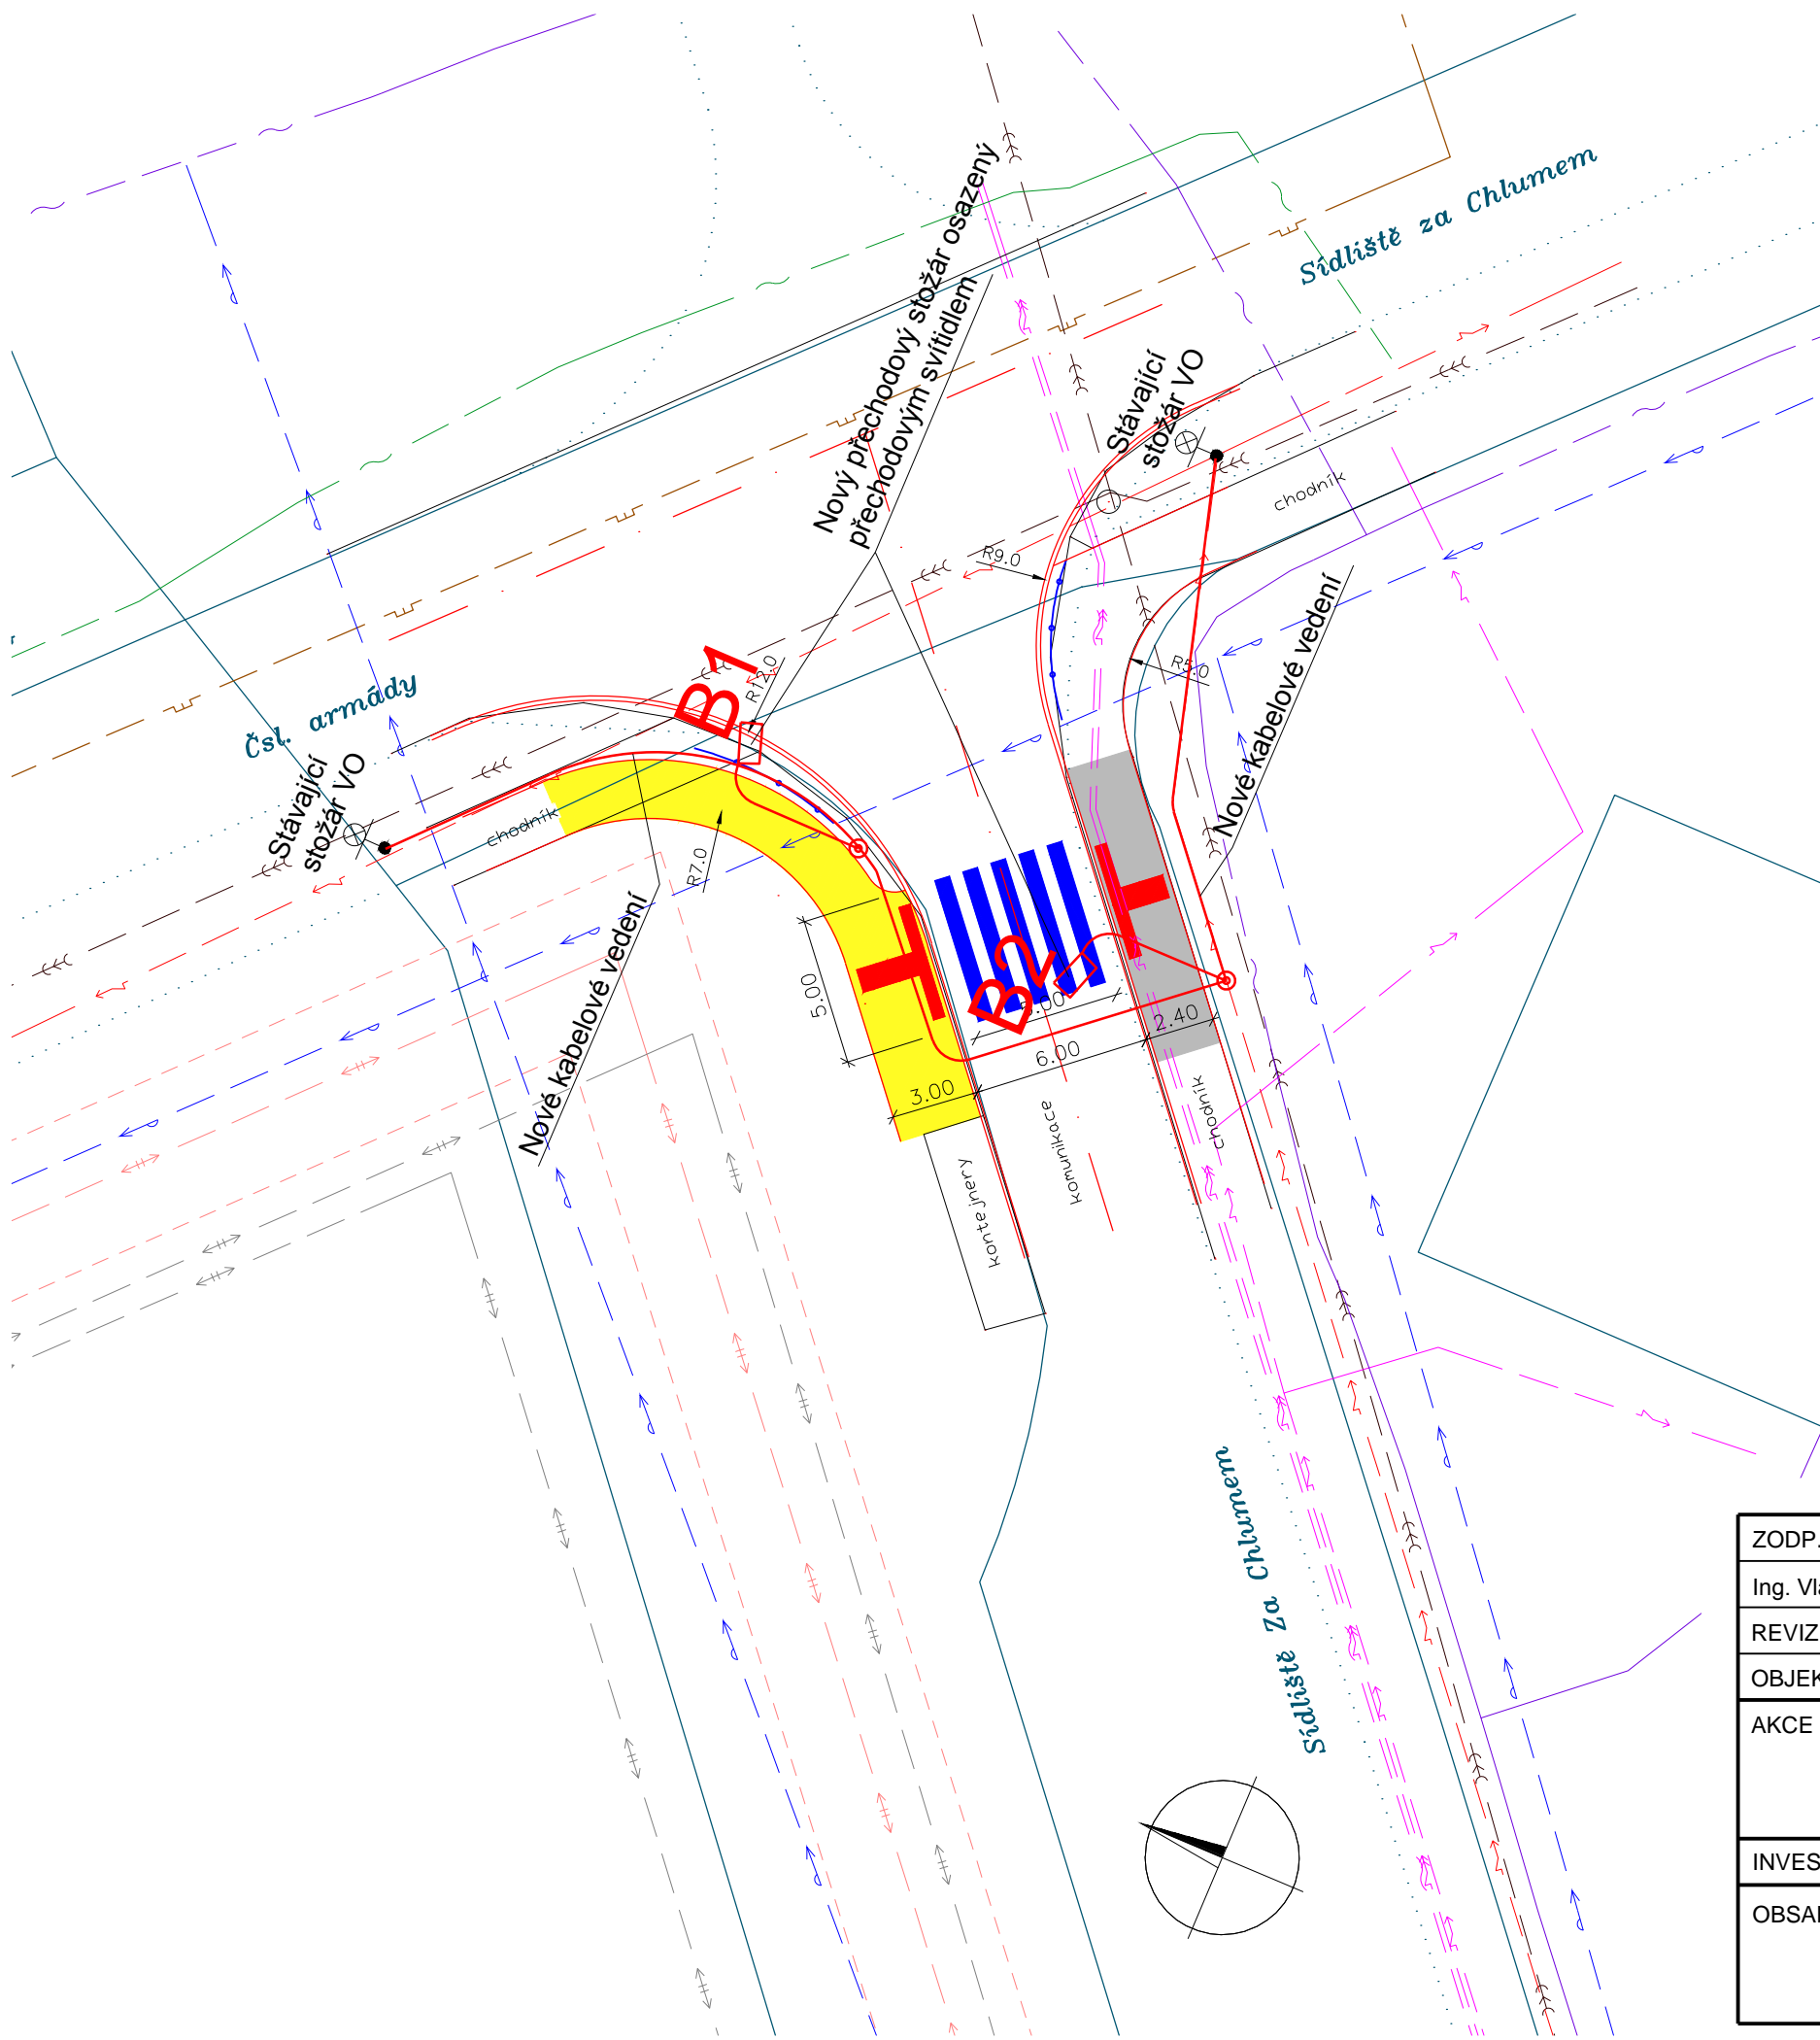 Nový přechodový stožár osazený
přechodovým svítidlem
Sídliště za Chlumem
Stávající
stožár VO
chodník
R9.0
R5.0
Nové kabelové vedení
B1
R12.0
Čsl. armády
Stávající
stožár VO
chodník
R7.0
5.00
B2
6.00
2.40
3.00
Nové kabelové vedení
komunikace
chodník
kontejnery
Sídliště Za Chlumem
ZODP.
Ing.
REVIZ
OBJEK
AKCE
INVES